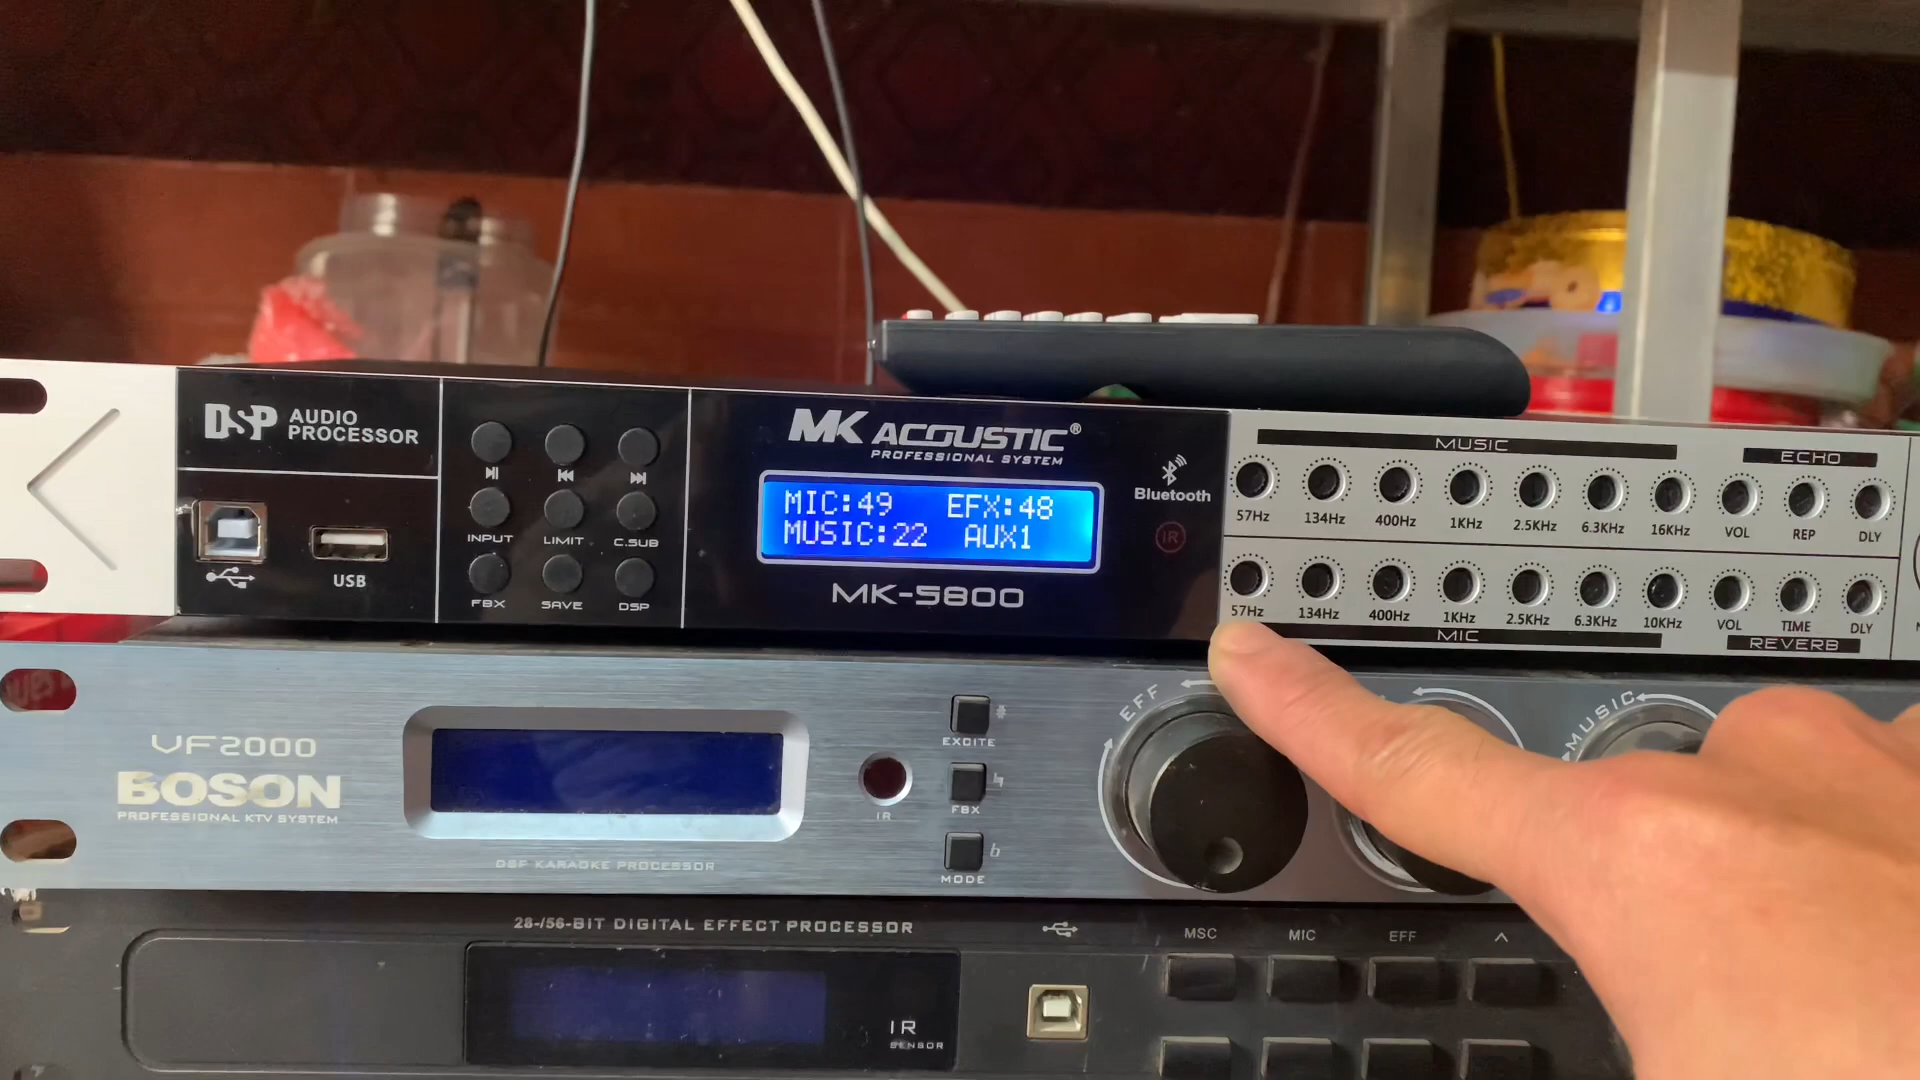 DSP AUDIO
PROCESSOR
USB
INPUT LIMIT C.SUB
FBX SAVE DSP
MK ACOUSTIC®
PROFESSIONAL SYSTEM
MIC:49 EFX:48
MUSIC:22 AUX1
MK-5800
Bluetooth
IR
MUSIC ECHO
57Hz 134Hz 400Hz 1KHz 2.5KHz 6.3KHz 16KHz VOL REP DLY
57Hz 134Hz 400Hz 1KHz 2.5KHz 6.3KHz 10KHz VOL TIME DLY
MIC REVERB
VF2000
BOSON
PROFESSIONAL KTV SYSTEM
DSP KARAOKE PROCESSOR
IR
EXCITE
FBX
MODE
EFF
MUSIC
28-/56-BIT DIGITAL EFFECT PROCESSOR
IR
SENSOR
MSC MIC EFF